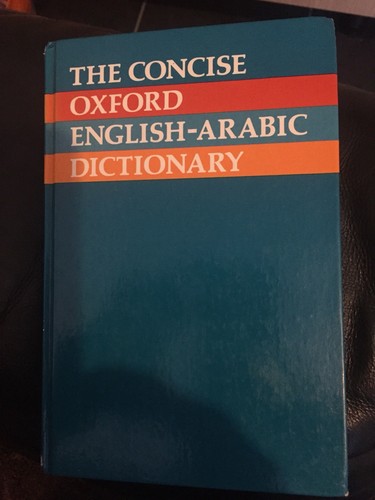 THE CONCISE
OXFORD
ENGLISH-ARABIC
DICTIONARY